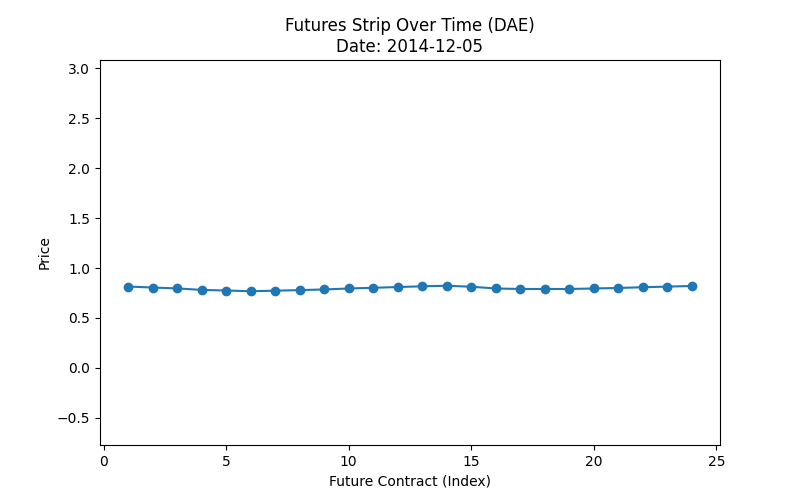 Futures Strip Over Time (DAE)
Date: 2014-12-05
3.0
2.5
2.0
1.5
1.0
0.5
0.0
−0.5
Price
0 5 10 15 20 25
Future Contract (Index)